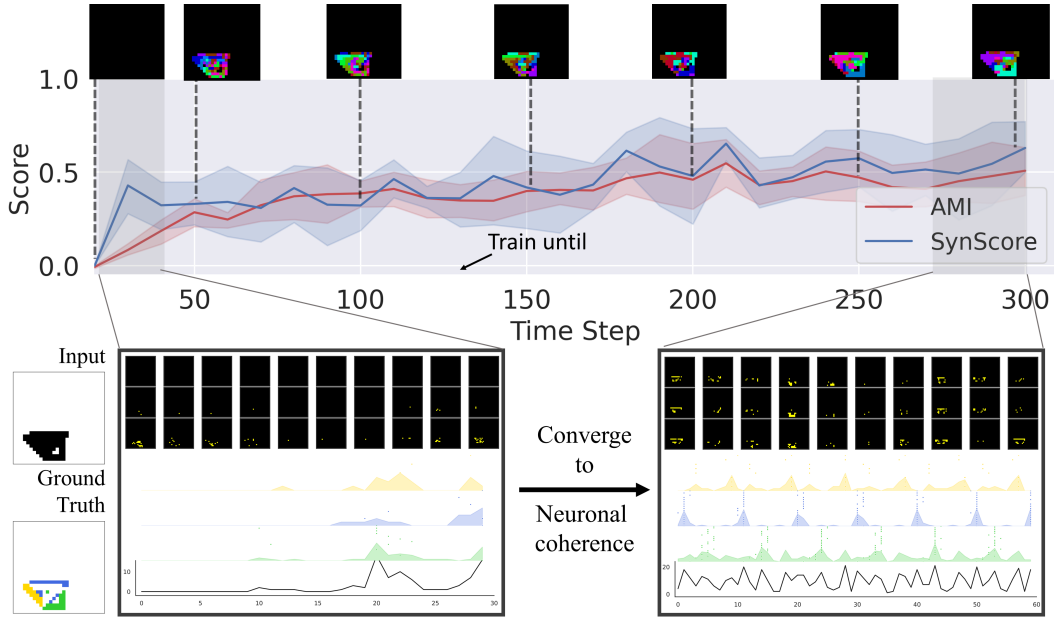 1.0
0.5
0.0
Score
Train until
AMI
SynScore
50
100
150
200
250
300
Time Step
Input
Ground
Truth
Converge
to
Neuronal
coherence
10
0
0
5
10
15
20
25
30
20
0
0
10
20
30
40
50
60